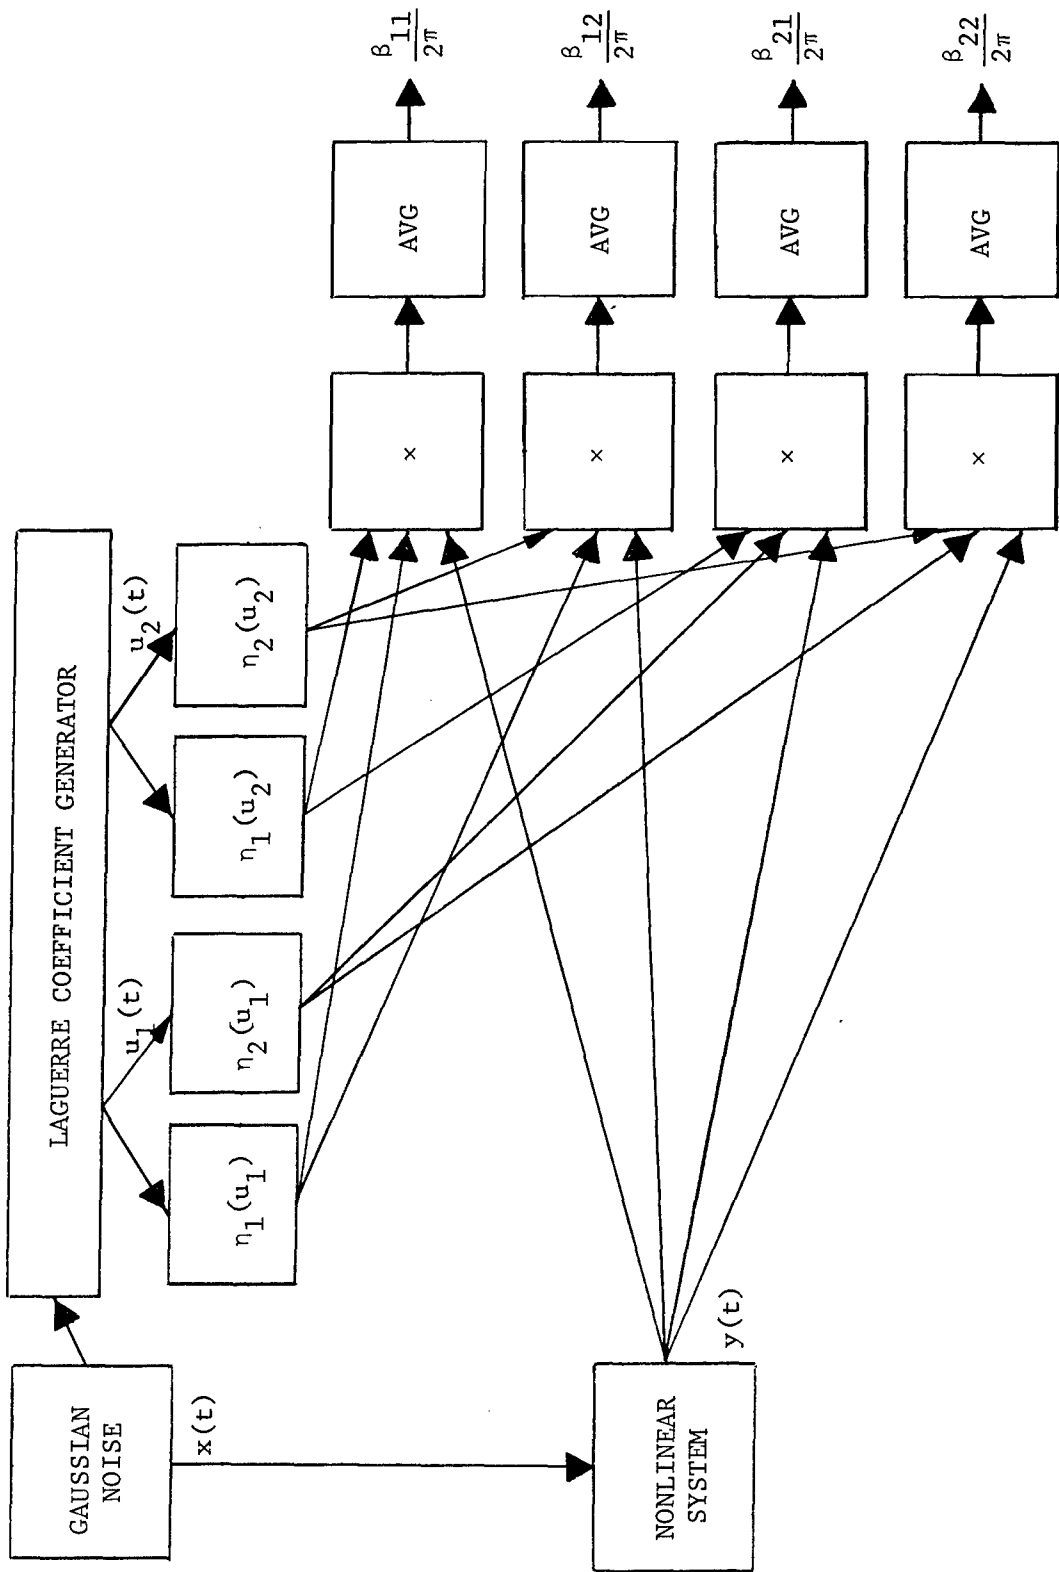 GAUSSIAN
NOISE
x(t)
LAGUERRE COEFFICIENT GENERATOR
u₁(t)
u₂(t)
η₁(u₁)
η₂(u₁)
η₁(u₂)
η₂(u₂)
NONLINEAR
SYSTEM
y(t)
×
AVG
β₁₁/2π
×
AVG
β₁₂/2π
×
AVG
β₂₁/2π
×
AVG
β₂₂/2π